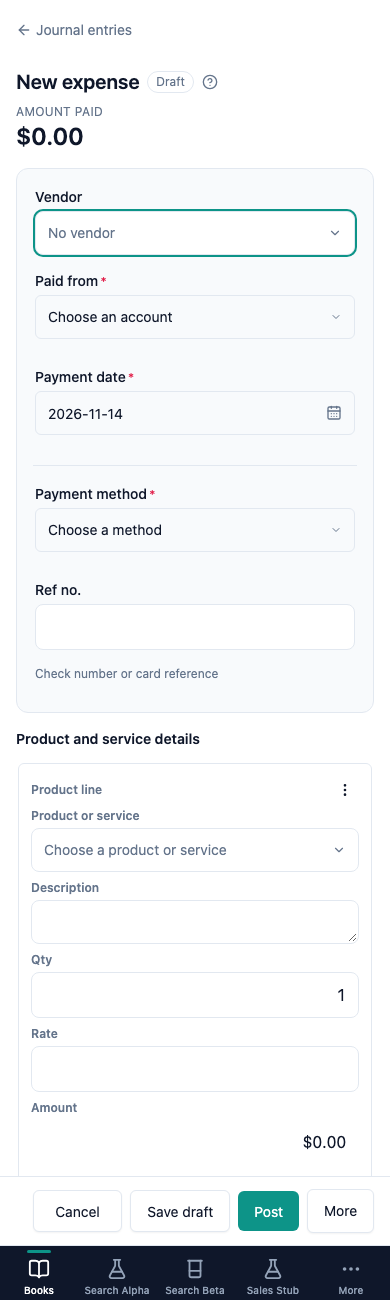 Journal entries
New expense Draft
AMOUNT PAID
$0.00
Vendor
No vendor
Paid from *
Choose an account
Payment date *
2026-11-14
Payment method *
Choose a method
Ref no.
Check number or card reference
Product and service details
Product line
Product or service
Choose a product or service
Description
Qty
1
Rate
Amount
$0.00
Cancel Save draft Post More
Books Search Alpha Search Beta Sales Stub More